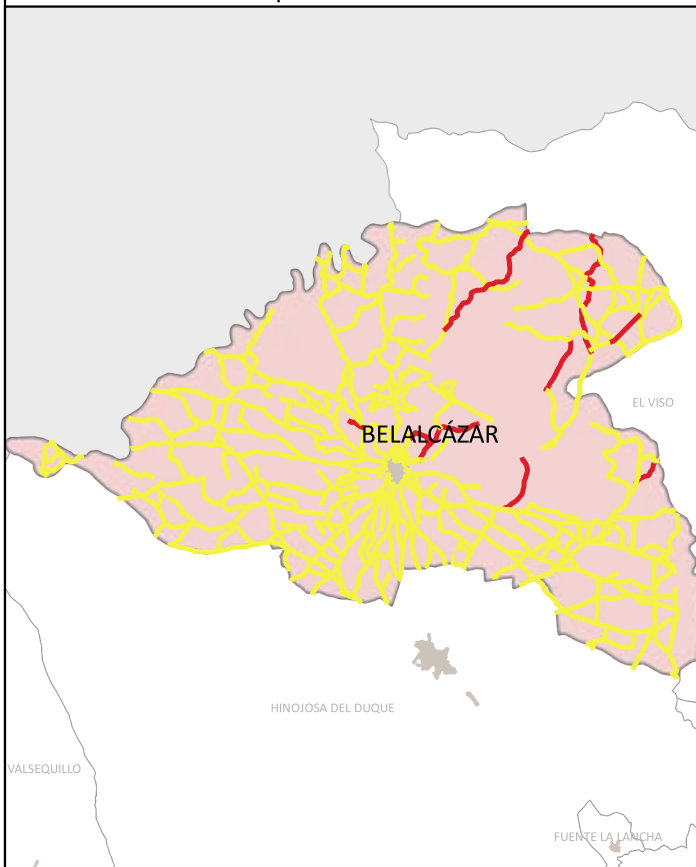 EL VISO
BELALCÁZAR
HINOJOSA DEL DUQUE
VALSEQUILLO
FUENTE LA LANCHA